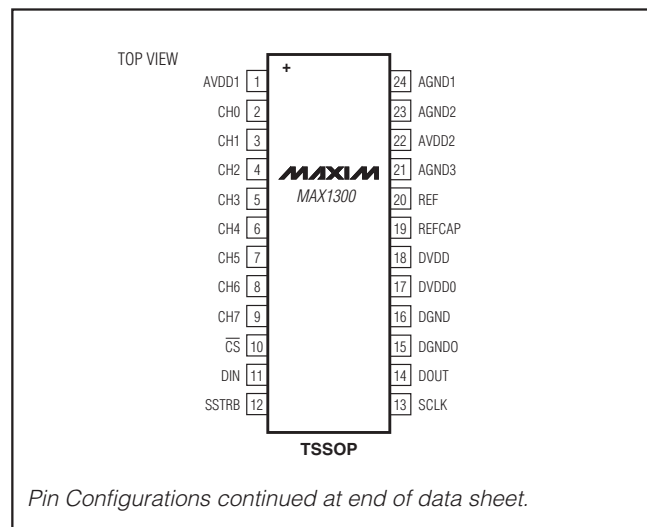 TOP VIEW
+
AVDD1 1 24 AGND1
CH0 2 23 AGND2
CH1 3 22 AVDD2
CH2 4 MAXIM 21 AGND3
CH3 5 MAX1300 20 REF
CH4 6 19 REFCAP
CH5 7 18 DVDD
CH6 8 17 DVDD0
CH7 9 16 DGND
CS 10 15 DGNDO
DIN 11 14 DOUT
SSTRB 12 13 SCLK
TSSOP
Pin Configurations continued at end of data sheet.